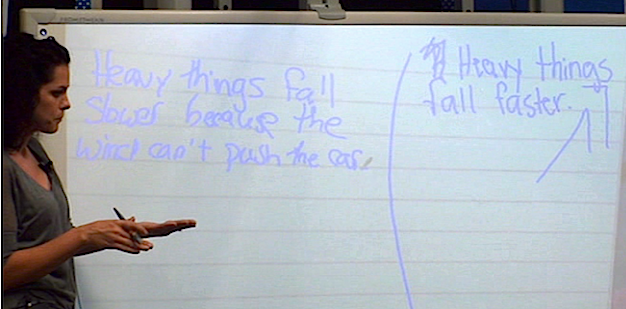 Heavy things fall
Slower because the
wind can't push the car.
Heavy things
fall faster.